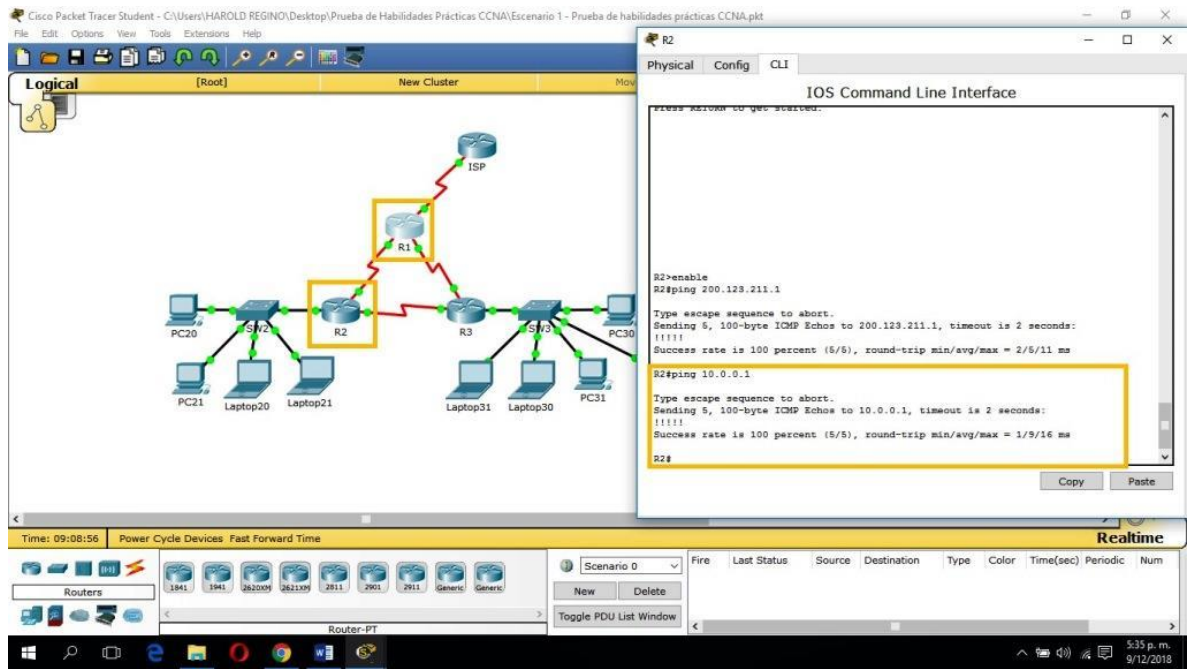 Cisco Packet Tracer Student - C:\Users\HAROLD REGINO\Desktop\Prueba de Habilidades Prácticas CCNA\Escenario 1 - Prueba de habilidades prácticas CCNA.pkt
File Edit Options View Tools Extensions Help
Logical [Root] New Cluster Mov
ISP
R1
PC20 SW2 R2 R3 SW3 PC30
PC21 Laptop20 Laptop21 Laptop31 Laptop30 PC31
R2
Physical Config CLI
IOS Command Line Interface
Press RETURN to get started.
R2>enable
R2#ping 200.123.211.1
Type escape sequence to abort.
Sending 5, 100-byte ICMP Echos to 200.123.211.1, timeout is 2 seconds:
!!!!!
Success rate is 100 percent (5/5), round-trip min/avg/max = 2/5/11 ms
R2#ping 10.0.0.1
Type escape sequence to abort.
Sending 5, 100-byte ICMP Echos to 10.0.0.1, timeout is 2 seconds:
!!!!!
Success rate is 100 percent (5/5), round-trip min/avg/max = 1/9/16 ms
R2#
Copy Paste
Time: 09:08:56 Power Cycle Devices Fast Forward Time Realtime
Routers
1841 1941 2620XM 2621XM 2811 2901 2911 Generic Generic
Router-PT
Scenario 0
New Delete
Toggle PDU List Window
Fire Last Status Source Destination Type Color Time(sec) Periodic Num
5:35 p. m.
9/12/2018